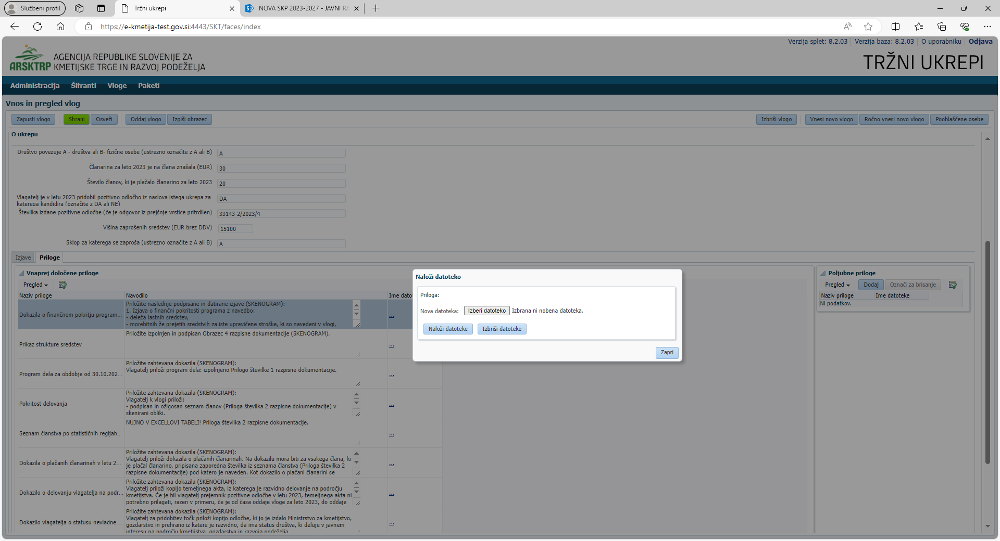 Službeni profil
Tržni ukrepi
NOVA SKP 2023-2027 - JAVNI RA
https://e-kmetija-test.gov.si:4443/SKT/faces/index
Verzija splet: 8.2.03
Verzija baza: 8.2.03
O uporabniku
Odjava
ARSKTRP
AGENCIJA REPUBLIKE SLOVENIJE ZA
KMETIJSKE TRGE IN RAZVOJ PODEŽELJA
TRŽNI UKREPI
Administracija
Šifranti
Vloge
Paketi
Vnos in pregled vlog
Zapusti vlogo
Shrani
Osveži
Oddaj vlogo
Izpiši obrazec
Izbriši vlogo
Vnesi novo vlogo
Ročno vnesi novo vlogo
Pooblaščene osebe
O ukrepu
Društvo povezuje A - društva ali B- fizične osebe (ustrezno označite z A ali B)
A
Članarina za leto 2023 je na člana znašala (EUR)
30
Število članov, ki je plačalo članarino za leto 2023
20
Vlagatelj je v letu 2023 pridobil pozitivno odločbo iz naslova istega ukrepa za
katerega kandidira (označite z DA ali NE)
DA
Številka izdane pozitivne odločbe (če je odgovor iz prejšnje vrstice pritrdilen)
33143-2/2023/4
Višina zaprošenih sredstev (EUR brez DDV)
15100
Sklop za katerega se zaproša (ustrezno označite z A ali B)
A
Izjave
Priloge
Vnaprej določene priloge
Pregled
Naziv priloge
Navodilo
Ime datot
Dokazila o finančnem pokritju program...
Priložite naslednje podpisane in datirane izjave (SKENOGRAM):
1. Izjava o finančni pokritosti programa z navedbo:
- deleža lastnih sredstev,
- morebitnih že prejetih sredstvih za iste upravičene stroške, ki so navedeni v vlogi,
...
Prikaz strukture sredstev
Priložite izpolnjen in podpisan Obrazec 4 razpisne dokumentacije (SKENOGRAM).
...
Program dela za obdobje od 30.10.202...
Priložite zahtevana dokazila (SKENOGRAM):
Vlagatelj priloži program dela: izpolnjeno Prilogo številke 1 razpisne dokumentacije.
...
Pokritost delovanja
Priložite zahtevana dokazila (SKENOGRAM):
Vlagatelj k vlogi priloži:
- podpisan in ožigosan seznam članov (Priloga številka 2 razpisne dokumentacije) v
skenirani obliki.
...
Seznam članstva po statističnih regijah...
NUJNO V EXCELLOVI TABELI! Priloga številka 2 razpisne dokumentacije.
...
Dokazila o plačanih članarinah v letu 2...
Priložite zahtevana dokazila (SKENOGRAM):
Vlagatelj priloži dokazila o plačanih članarinah. Na dokazilu mora biti za vsakega člana, ki
je plačal članarino, pripisana zaporedna številka iz seznama članstva (Priloga številka 2
razpisne dokumentacije) pod katero je naveden. Kot dokazilo o plačani članarini se
...
Dokazilo o delovanju vlagatelja na podr...
Priložite zahtevana dokazila (SKENOGRAM):
Vlagatelj priloži kopijo temeljnega akta, iz katerega je razvidno delovanje na področju
kmetijstva. Če je bil vlagatelj prejemnik pozitivne odločbe v letu 2023, temeljnega akta ni
potrebno prilagati, razen v primeru, če je od časa oddaje vloge za leto 2023, do oddaje
...
Dokazilo vlagatelja o statusu nevladne ...
Priložite zahtevana dokazila (SKENOGRAM):
Vlagatelj za pridobitev točk priloži kopijo odločbe, ki jo je izdalo Ministrstvo za kmetijstvo,
gozdarstvo in prehrano iz katere je razvidno, da ima status društva, ki deluje v javnem
interesu na področju kmetijstva, gozdarstva in razvoja podeželja.
...
Naloži datoteko
Priloga:
Nova datoteka:
Izberi datoteko
Izbrana ni nobena datoteka.
Naloži datoteke
Izbriši datoteke
Zapri
Poljubne priloge
Pregled
Dodaj
Označi za brisanje
Naziv priloge
Ime datoteke
Ni podatkov.